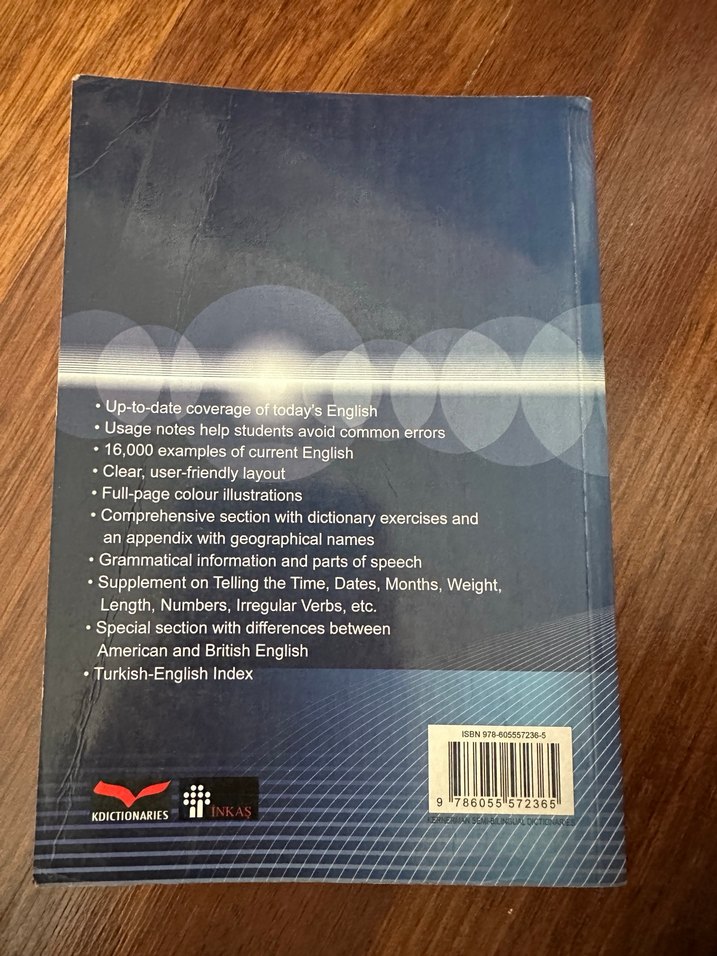 • Up-to-date coverage of today's English
• Usage notes help students avoid common errors
• 16,000 examples of current English
• Clear, user-friendly layout
• Full-page colour illustrations
• Comprehensive section with dictionary exercises and
an appendix with geographical names
• Grammatical information and parts of speech
• Supplement on Telling the Time, Dates, Months, Weight,
Length, Numbers, Irregular Verbs, etc.
• Special section with differences between
American and British English
• Turkish-English Index
ISBN 978-605557236-5
9 786055 572365
KERNERMAN SEMI-BILINGUAL DICTIONARIES
KDICTIONARIES
İNKAŞ